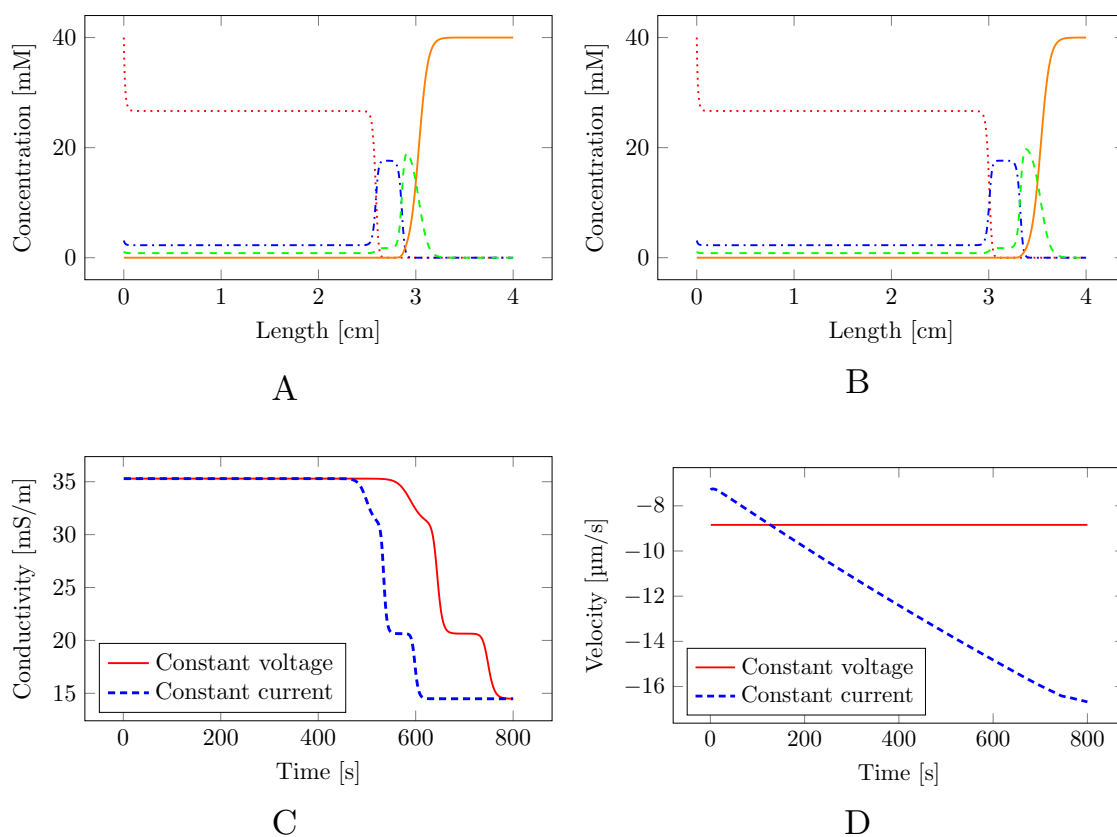 40
20
0
Concentration [mM]
0
1
2
3
4
Length [cm]
A
40
20
0
Concentration [mM]
0
1
2
3
4
Length [cm]
B
35
30
25
20
15
Conductivity [mS/m]
Constant voltage
Constant current
0
200
400
600
800
Time [s]
C
−8
−10
−12
−14
−16
Velocity [µm/s]
Constant voltage
Constant current
0
200
400
600
800
Time [s]
D